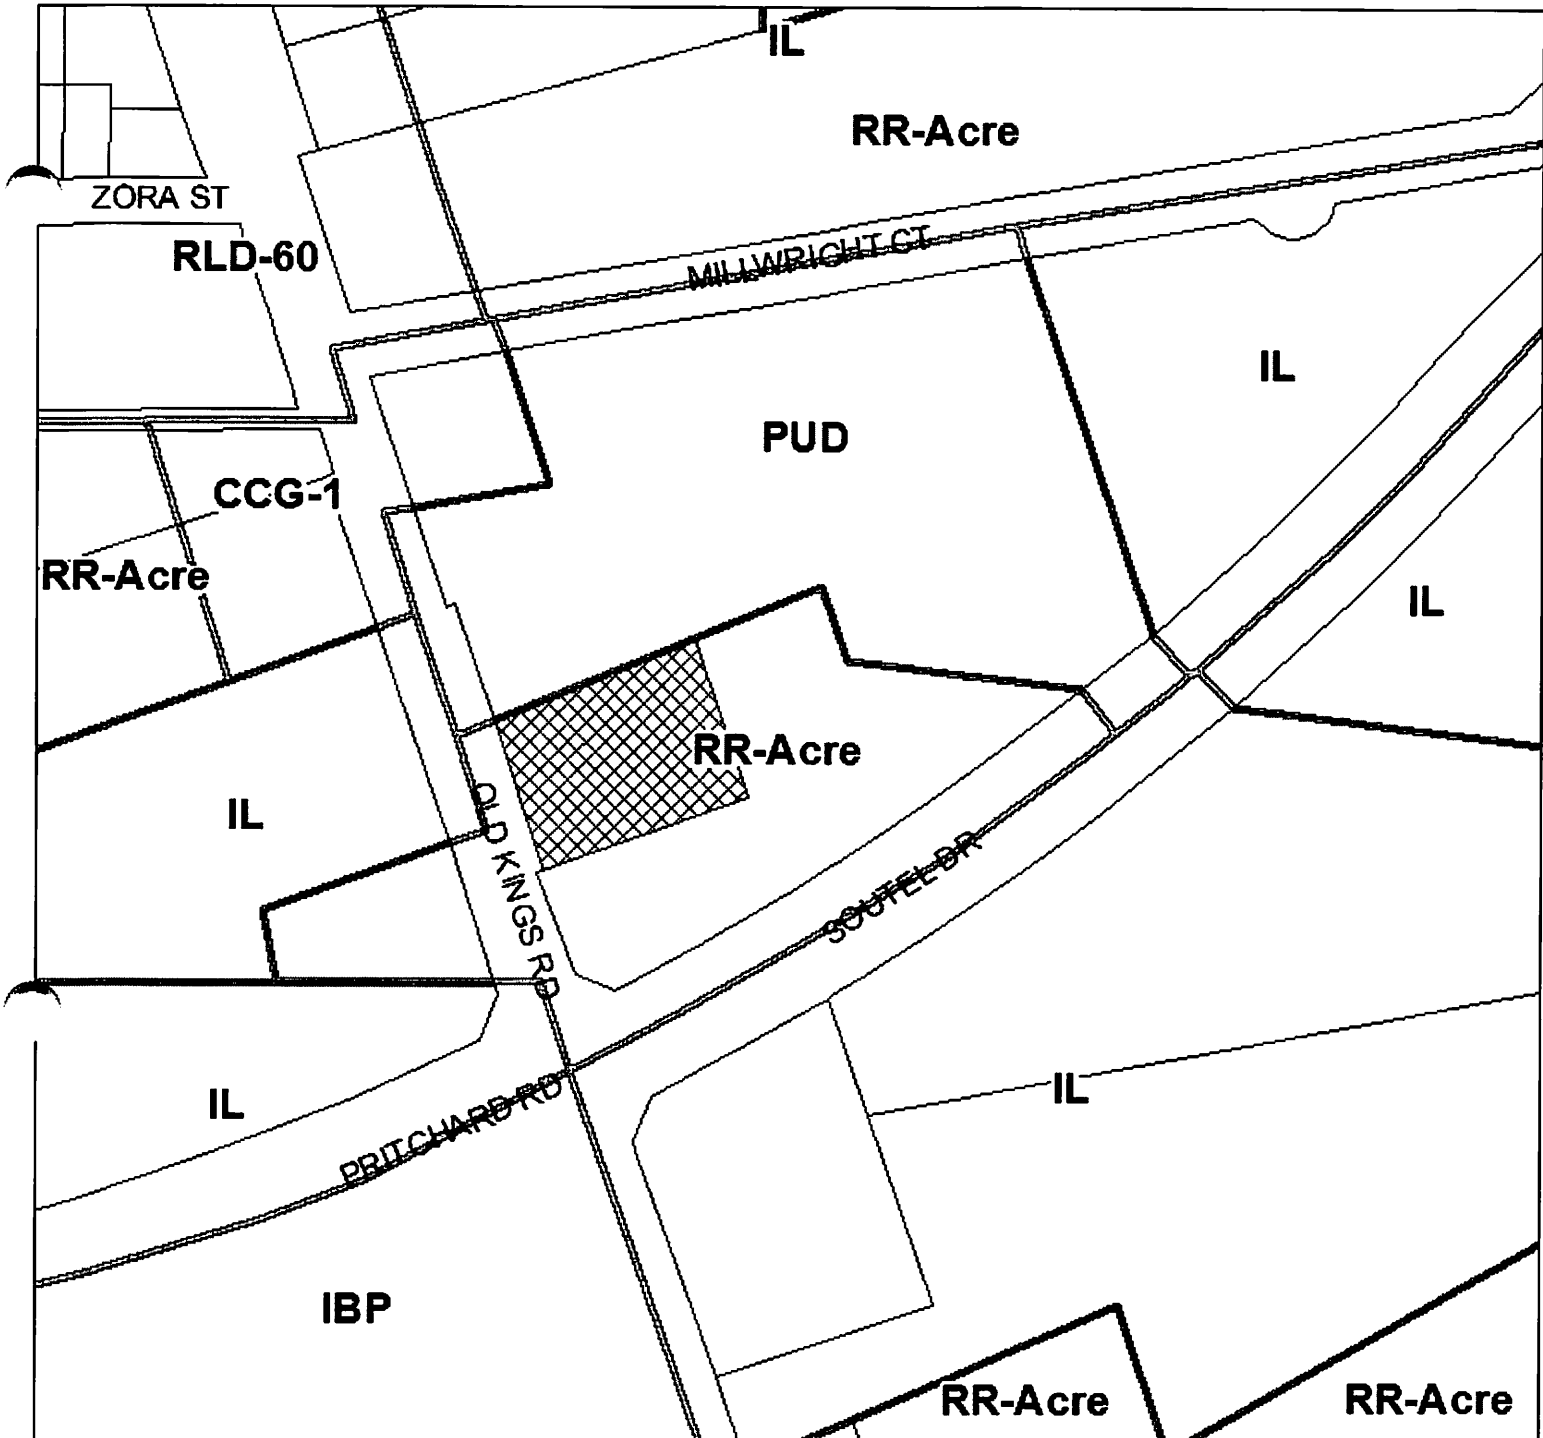 IL
RR-Acre
ZORA ST
RLD-60
MILLWRIGHT CT
IL
PUD
CCG-1
RR-Acre
IL
RR-Acre
IL
OLD KINGS RD
SOUTEL DR
IL
IL
PRITCHARD RD
IBP
RR-Acre
RR-Acre